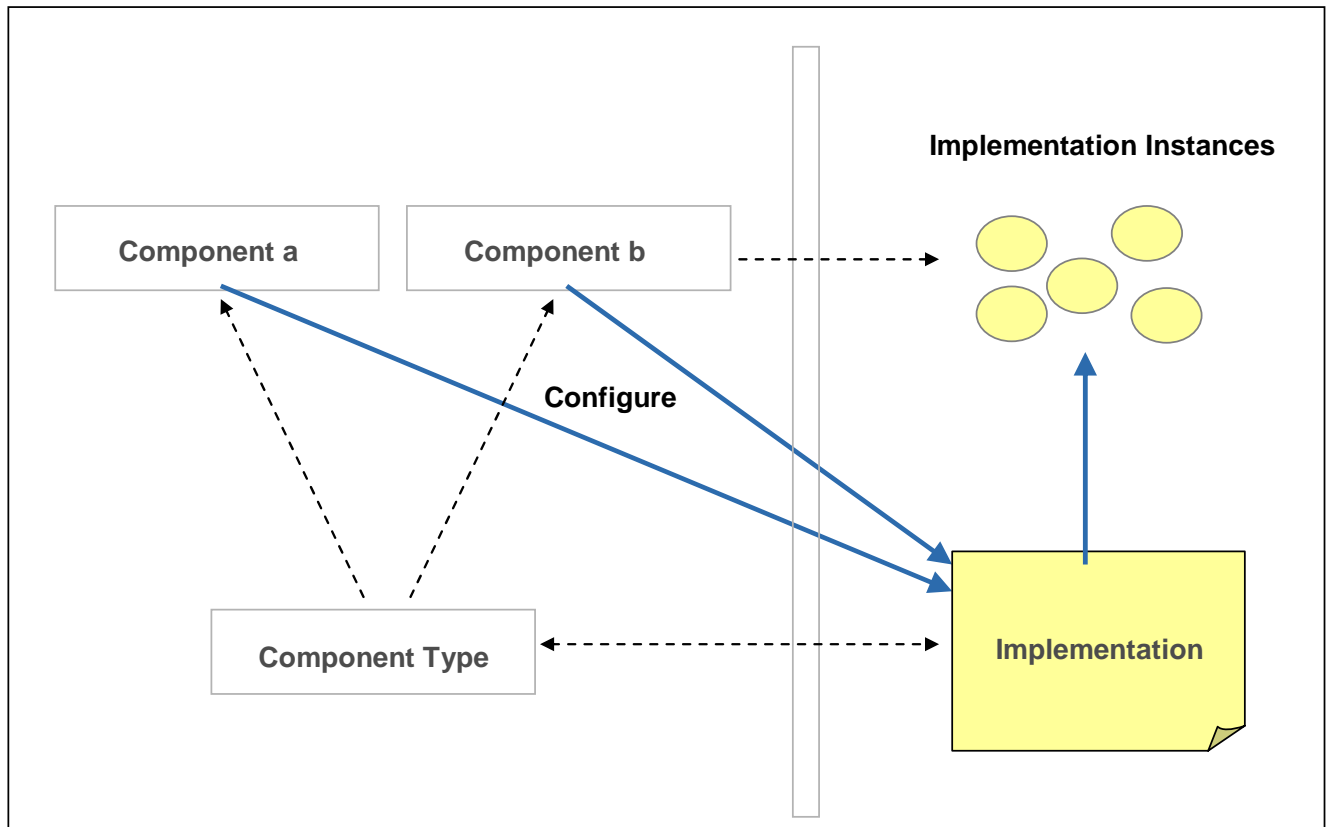 Implementation Instances
Component a
Component b
Configure
Component Type
Implementation